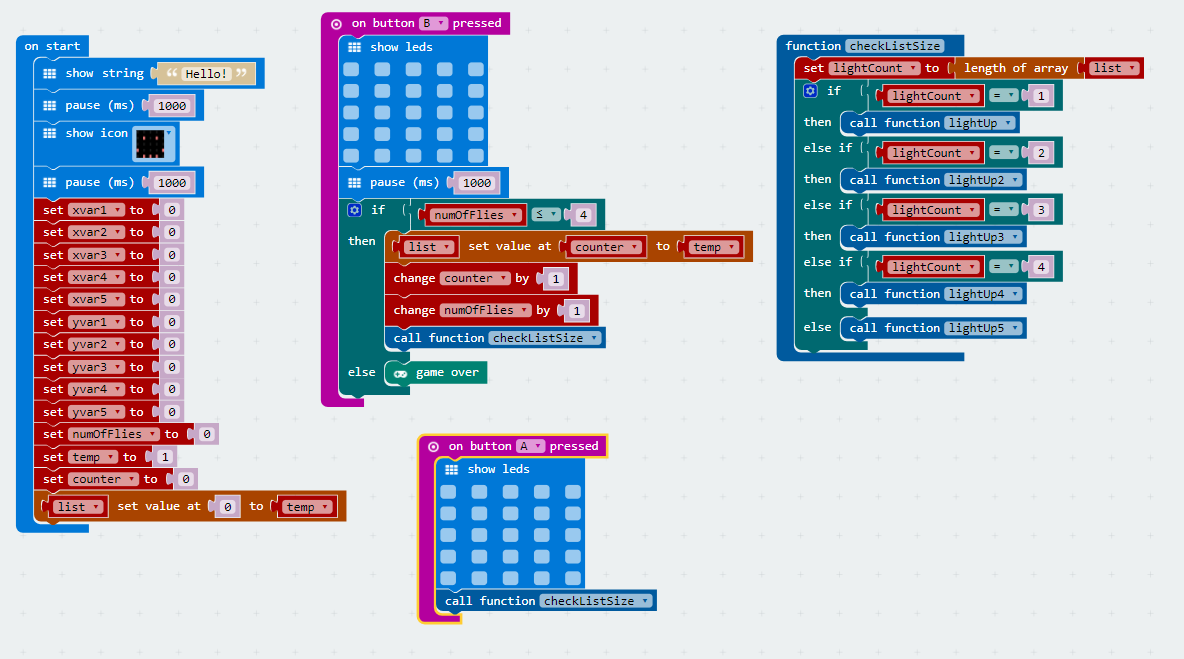 on start
show string “ Hello! ”
pause (ms) 1000
show icon
pause (ms) 1000
set xvar1 to 0
set xvar2 to 0
set xvar3 to 0
set xvar4 to 0
set xvar5 to 0
set yvar1 to 0
set yvar2 to 0
set yvar3 to 0
set yvar4 to 0
set yvar5 to 0
set numOfFlies to 0
set temp to 1
set counter to 0
list set value at 0 to temp
on button B pressed
show leds
pause (ms) 1000
if numOfFlies ≤ 4
then list set value at counter to temp
change counter by 1
change numOfFlies by 1
call function checkListSize
else game over
on button A pressed
show leds
call function checkListSize
function checkListSize
set lightCount to length of array list
if lightCount = 1
then call function lightUp
else if lightCount = 2
then call function lightUp2
else if lightCount = 3
then call function lightUp3
else if lightCount = 4
then call function lightUp4
else call function lightUp5